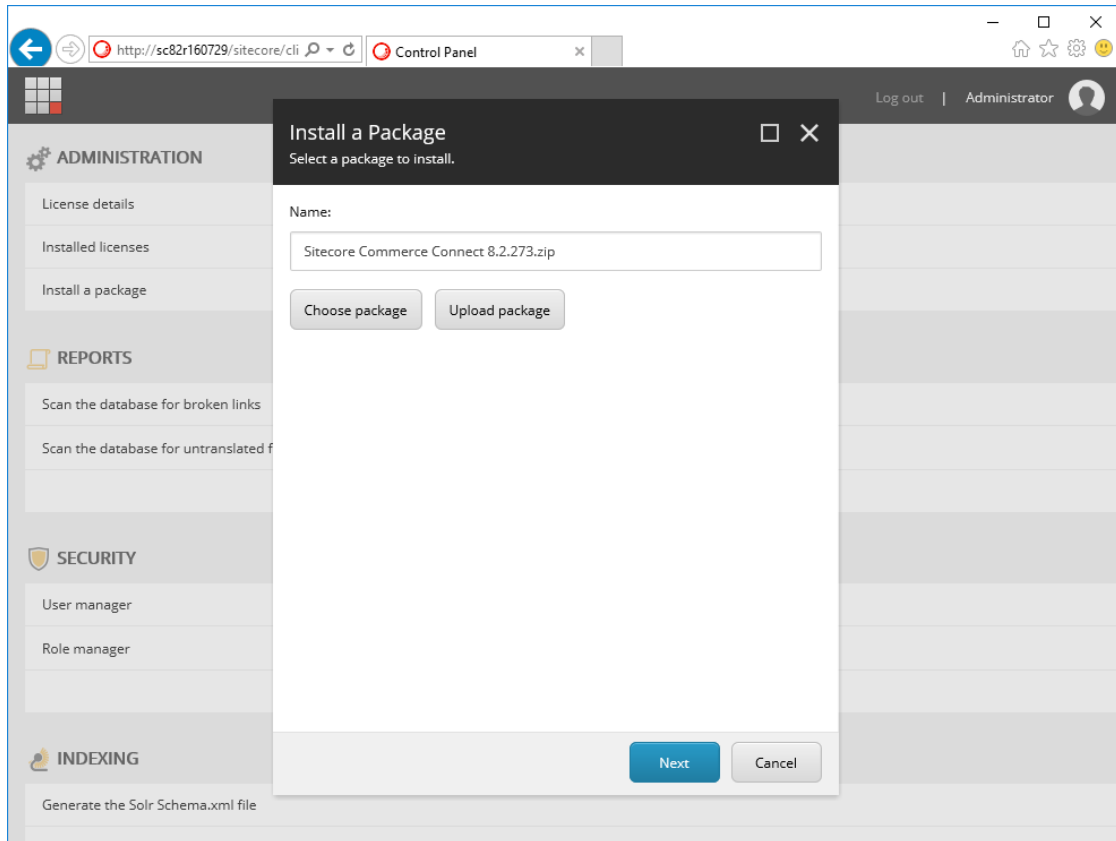 http://sc82r160729/sitecore/cli
Control Panel
Log out | Administrator
Install a Package
Select a package to install.
Name:
Sitecore Commerce Connect 8.2.273.zip
Choose package
Upload package
Next
Cancel
ADMINISTRATION
License details
Installed licenses
Install a package
REPORTS
Scan the database for broken links
Scan the database for untranslated f
SECURITY
User manager
Role manager
INDEXING
Generate the Solr Schema.xml file